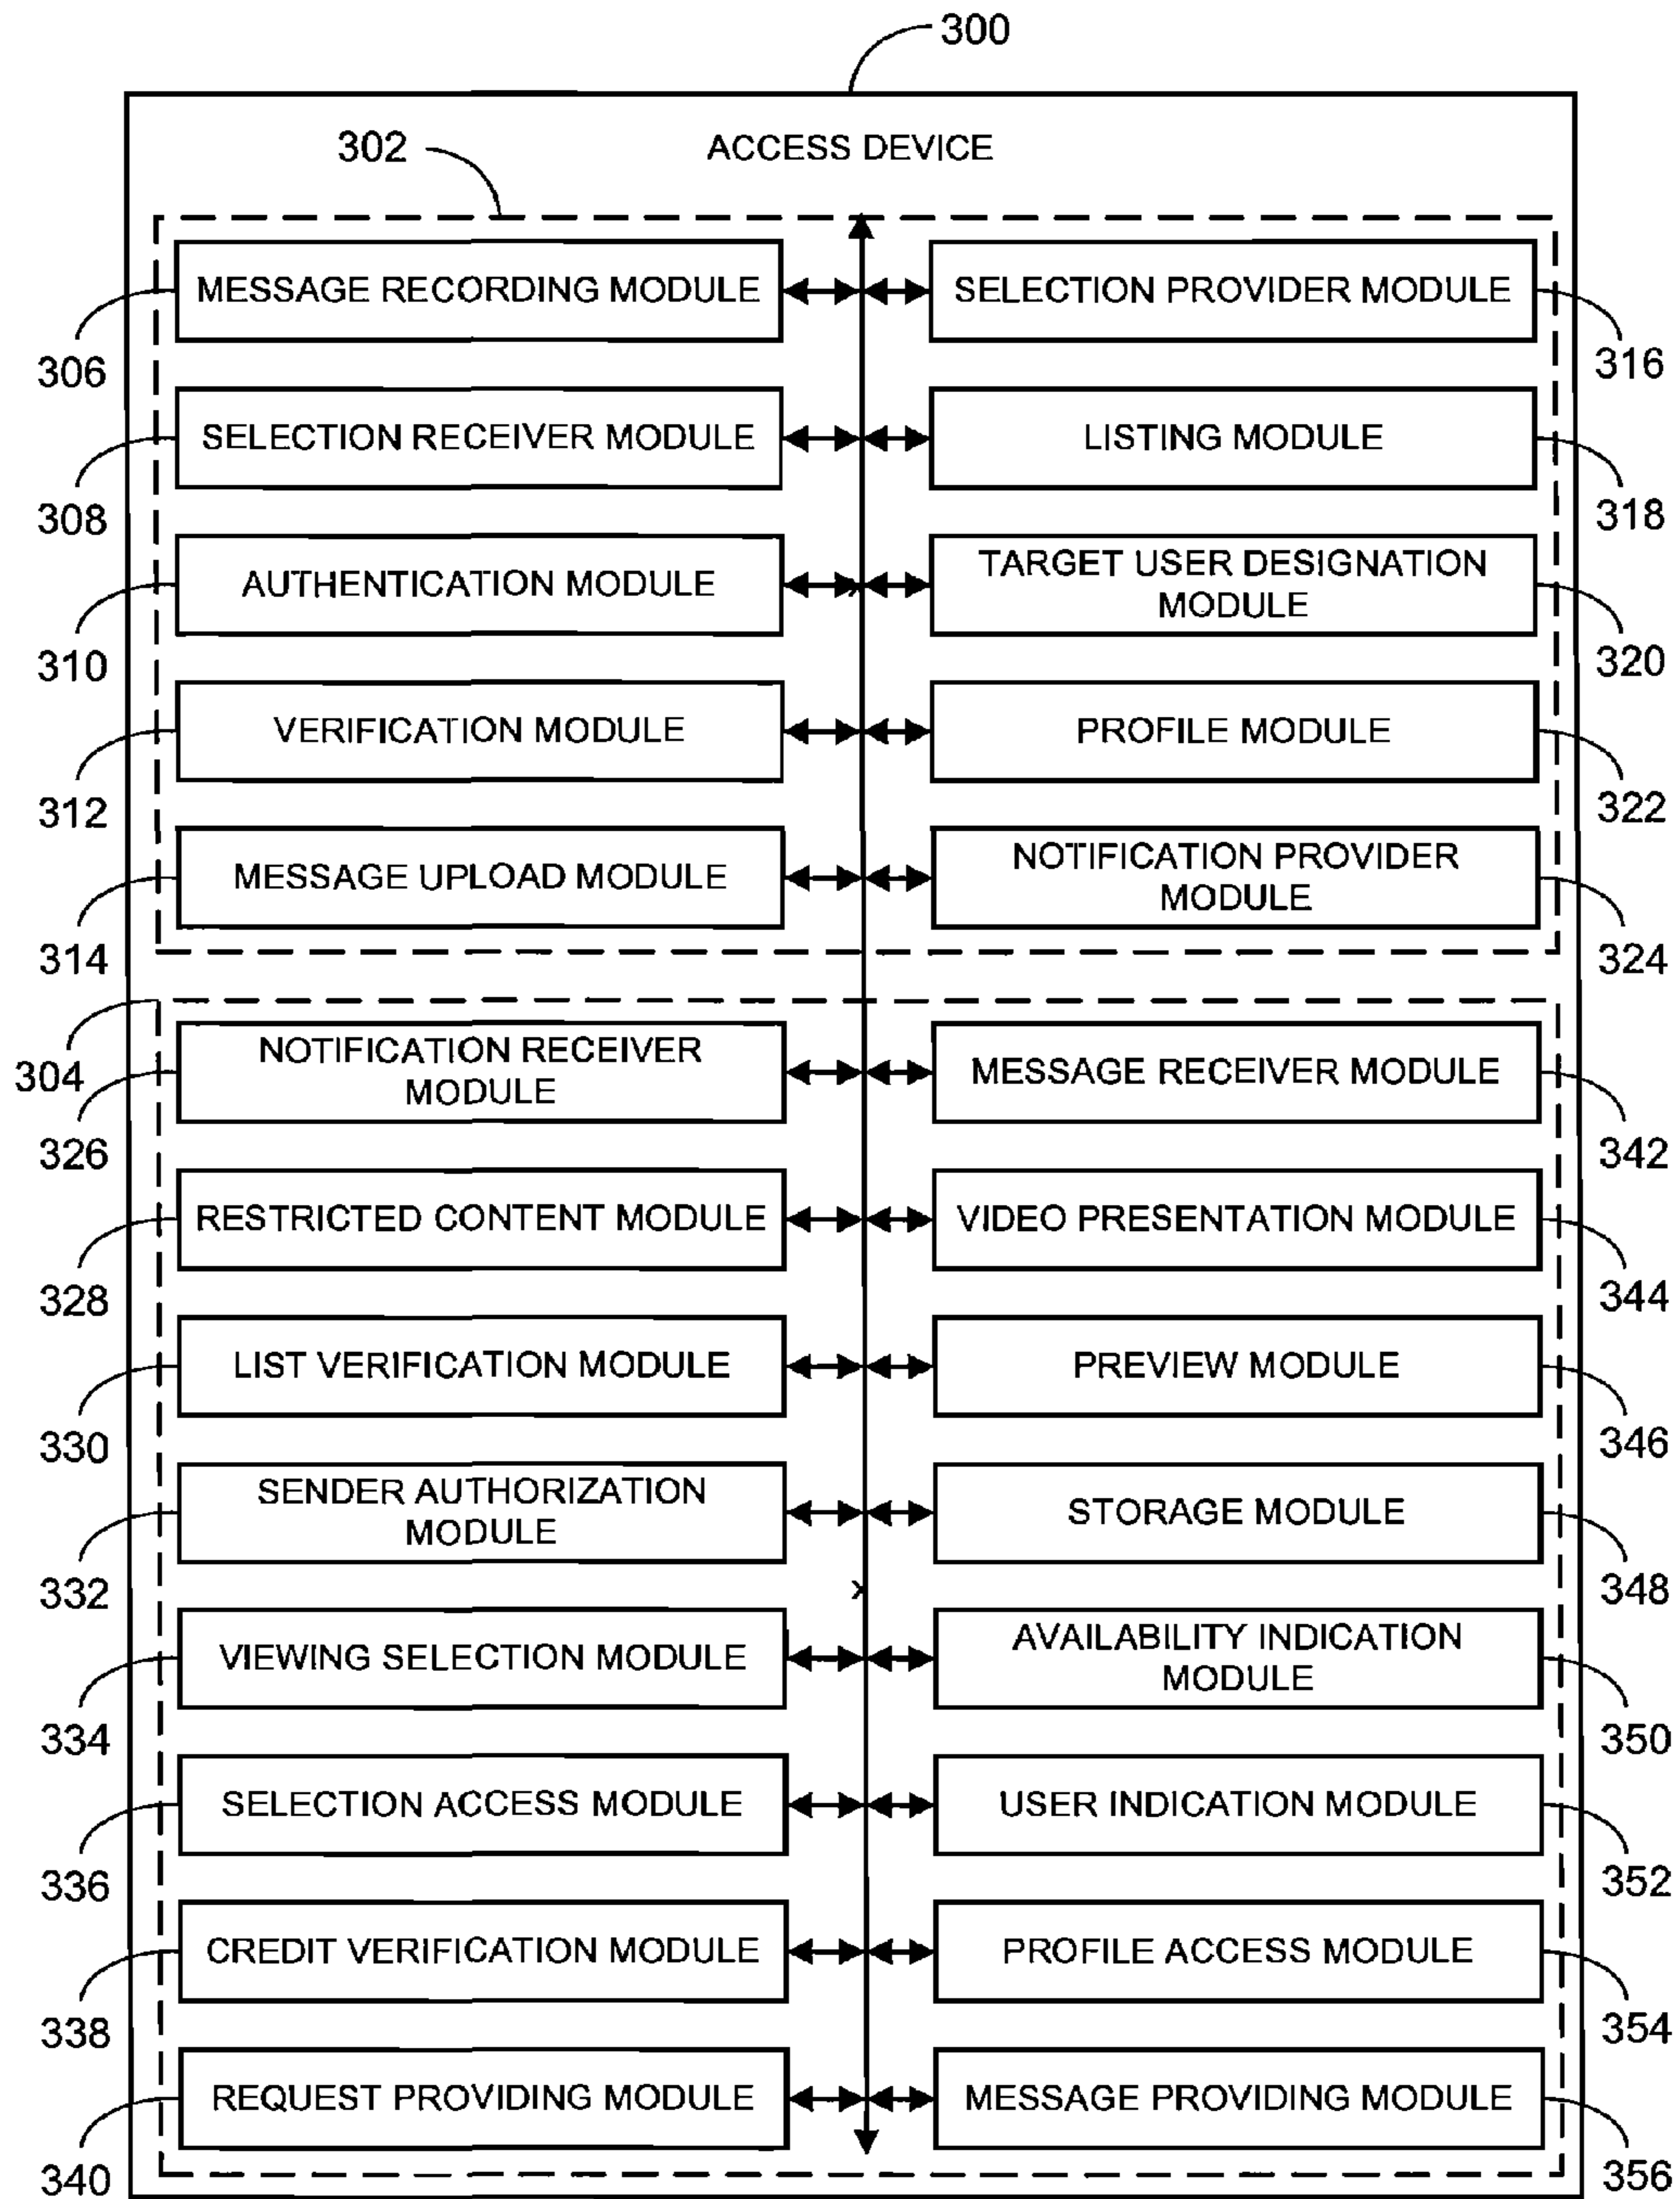 300
302
ACCESS DEVICE
MESSAGE RECORDING MODULE
SELECTION PROVIDER MODULE
306
316
SELECTION RECEIVER MODULE
LISTING MODULE
308
318
AUTHENTICATION MODULE
TARGET USER DESIGNATION
MODULE
310
320
VERIFICATION MODULE
PROFILE MODULE
312
322
MESSAGE UPLOAD MODULE
NOTIFICATION PROVIDER
MODULE
314
324
304
NOTIFICATION RECEIVER
MODULE
MESSAGE RECEIVER MODULE
326
342
RESTRICTED CONTENT MODULE
VIDEO PRESENTATION MODULE
328
344
LIST VERIFICATION MODULE
PREVIEW MODULE
330
346
SENDER AUTHORIZATION
MODULE
STORAGE MODULE
332
348
VIEWING SELECTION MODULE
AVAILABILITY INDICATION
MODULE
334
350
SELECTION ACCESS MODULE
USER INDICATION MODULE
336
352
CREDIT VERIFICATION MODULE
PROFILE ACCESS MODULE
338
354
REQUEST PROVIDING MODULE
MESSAGE PROVIDING MODULE
340
356